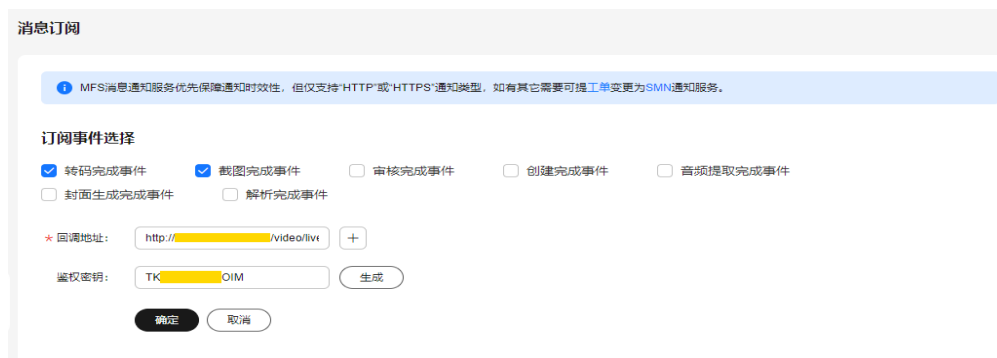 消息订阅
MFS消息通知服务优先保障通知时效性，但仅支持“HTTP”或“HTTPS”通知类型，如有其它需要可提工单变更为SMN通知服务。
订阅事件选择
转码完成事件 截图完成事件 审核完成事件 创建完成事件 音频提取完成事件
封面生成完成事件 解析完成事件
* 回调地址： http:// /video/live +
鉴权密钥： TK OIM 生成
确定 取消